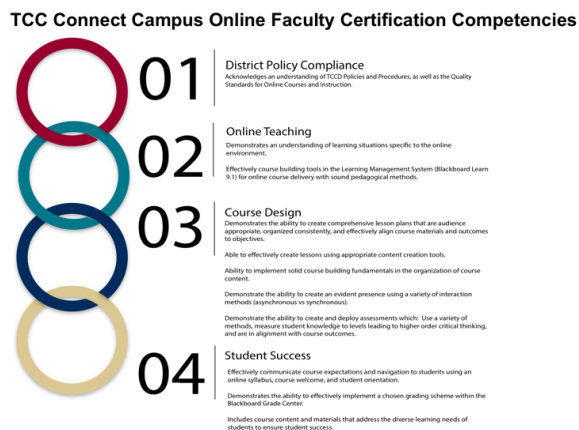 TCC Connect Campus Online Faculty Certification Competencies
01
District Policy Compliance
Acknowledges an understanding of TCCD Policies and Procedures, as well as the Quality
Standards for Online Courses and Instruction.
02
Online Teaching
Demonstrates an understanding of learning situations specific to the online
environment.
Effectively course building tools in the Learning Management System (Blackboard Learn
9.1) for online course delivery with sound pedagogical methods.
03
Course Design
Demonstrates the ability to create comprehensive lesson plans that are audience
appropriate, organized consistently, and effectively align course materials and outcomes
to objectives.
Able to effectively create lessons using appropriate content creation tools.
Ability to implement solid course building fundamentals in the organization of course
content.
Demonstrate the ability to create an evident presence using a variety of interaction
methods (asynchronous vs synchronous).
Demonstrate the ability to create and deploy assessments which: Use a variety of
methods, measure student knowledge to levels leading to higher order critical thinking,
and are in alignment with course outcomes.
04
Student Success
Effectively communicate course expectations and navigation to students using an
online syllabus, course welcome, and student orientation.
Demonstrates the ability to effectively implement a chosen grading scheme within the
Blackboard Grade Center.
Includes course content and materials that address the diverse learning needs of
students to ensure student success.